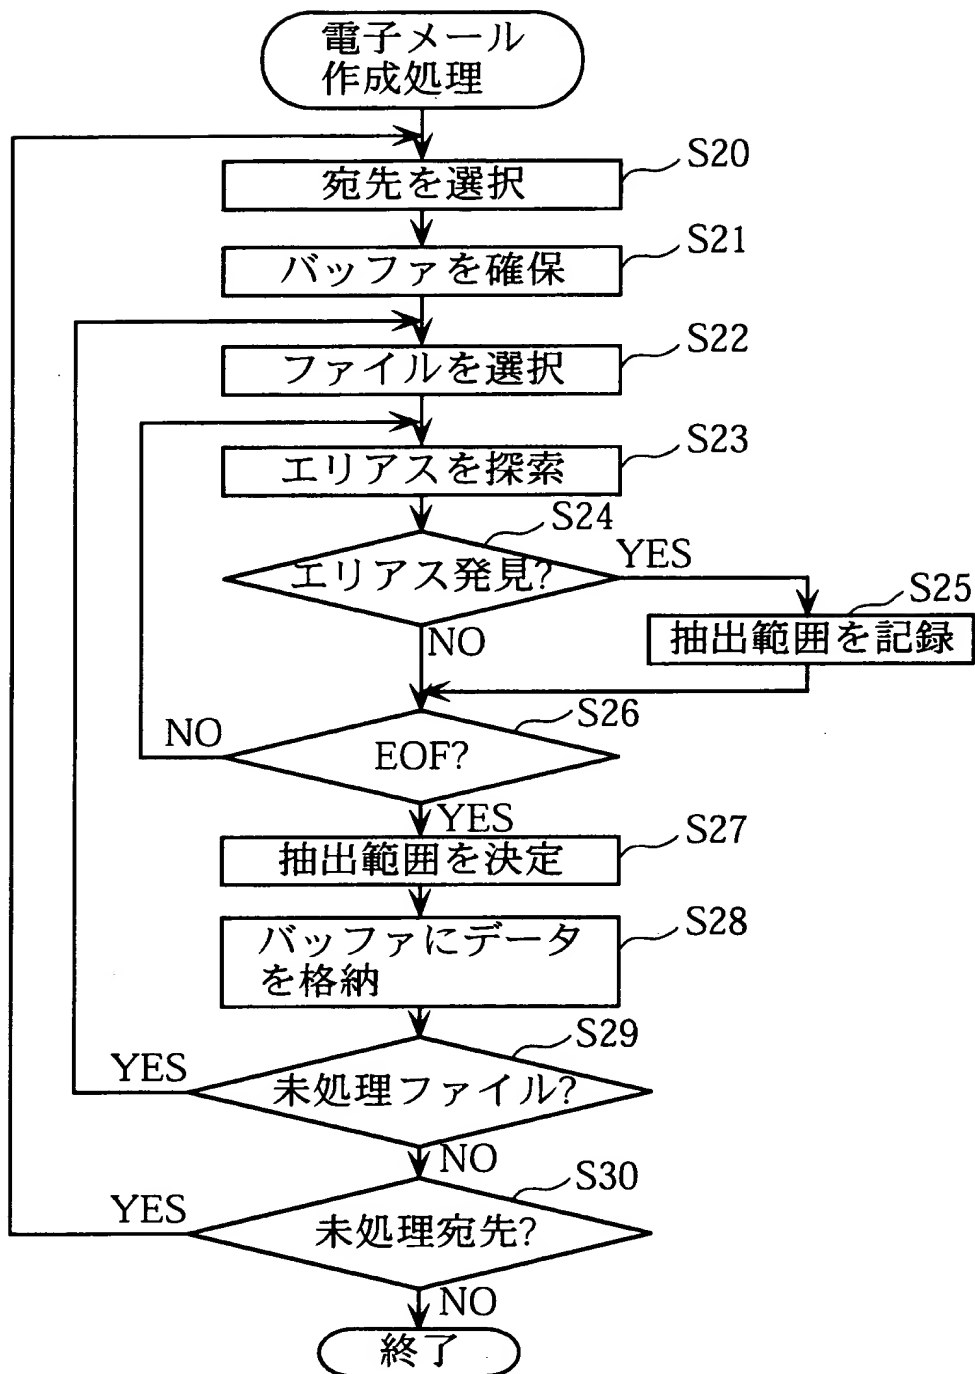 電子メール
作成処理
S20
宛先を選択
S21
バッファを確保
S22
ファイルを選択
S23
エリアスを探索
S24
エリアス発見?
YES
S25
抽出範囲を記録
NO
S26
EOF?
NO
YES
S27
抽出範囲を決定
S28
バッファにデータ
を格納
S29
未処理ファイル?
YES
NO
S30
未処理宛先?
YES
NO
終了